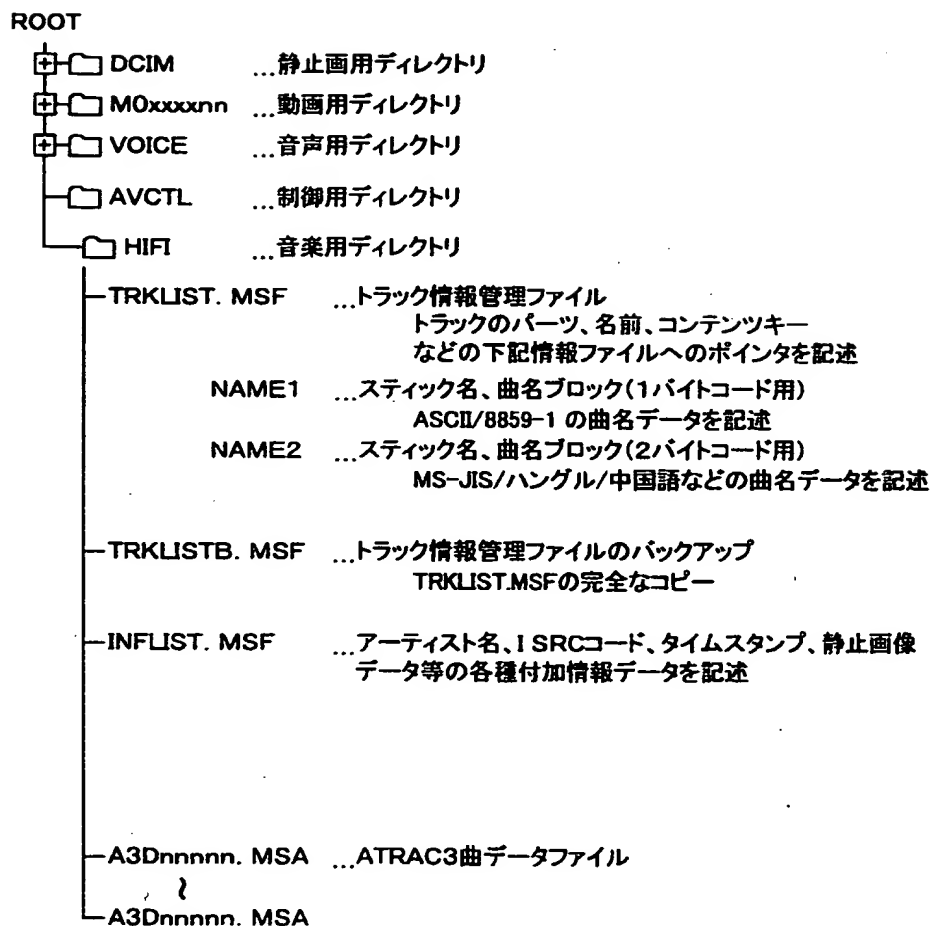 ROOT
DCIM ...静止画用ディレクトリ
MOxxxxnn ...動画用ディレクトリ
VOICE ...音声用ディレクトリ
AVCTL ...制御用ディレクトリ
HIFI ...音楽用ディレクトリ
TRKLIST. MSF ...トラック情報管理ファイル
トラックのパーツ、名前、コンテンツキー
などの下記情報ファイルへのポインタを記述
NAME1 ...スティック名、曲名ブロック(1バイトコード用)
ASCII/8859-1 の曲名データを記述
NAME2 ...スティック名、曲名ブロック(2バイトコード用)
MS-JIS/ハングル/中国語などの曲名データを記述
TRKLISTB. MSF ...トラック情報管理ファイルのバックアップ
TRKLIST.MSFの完全なコピー
INFLIST. MSF ...アーティスト名、I SRCコード、タイムスタンプ、静止画像
データ等の各種付加情報データを記述
A3Dnnnnn. MSA ...ATRAC3曲データファイル
~
A3Dnnnnn. MSA